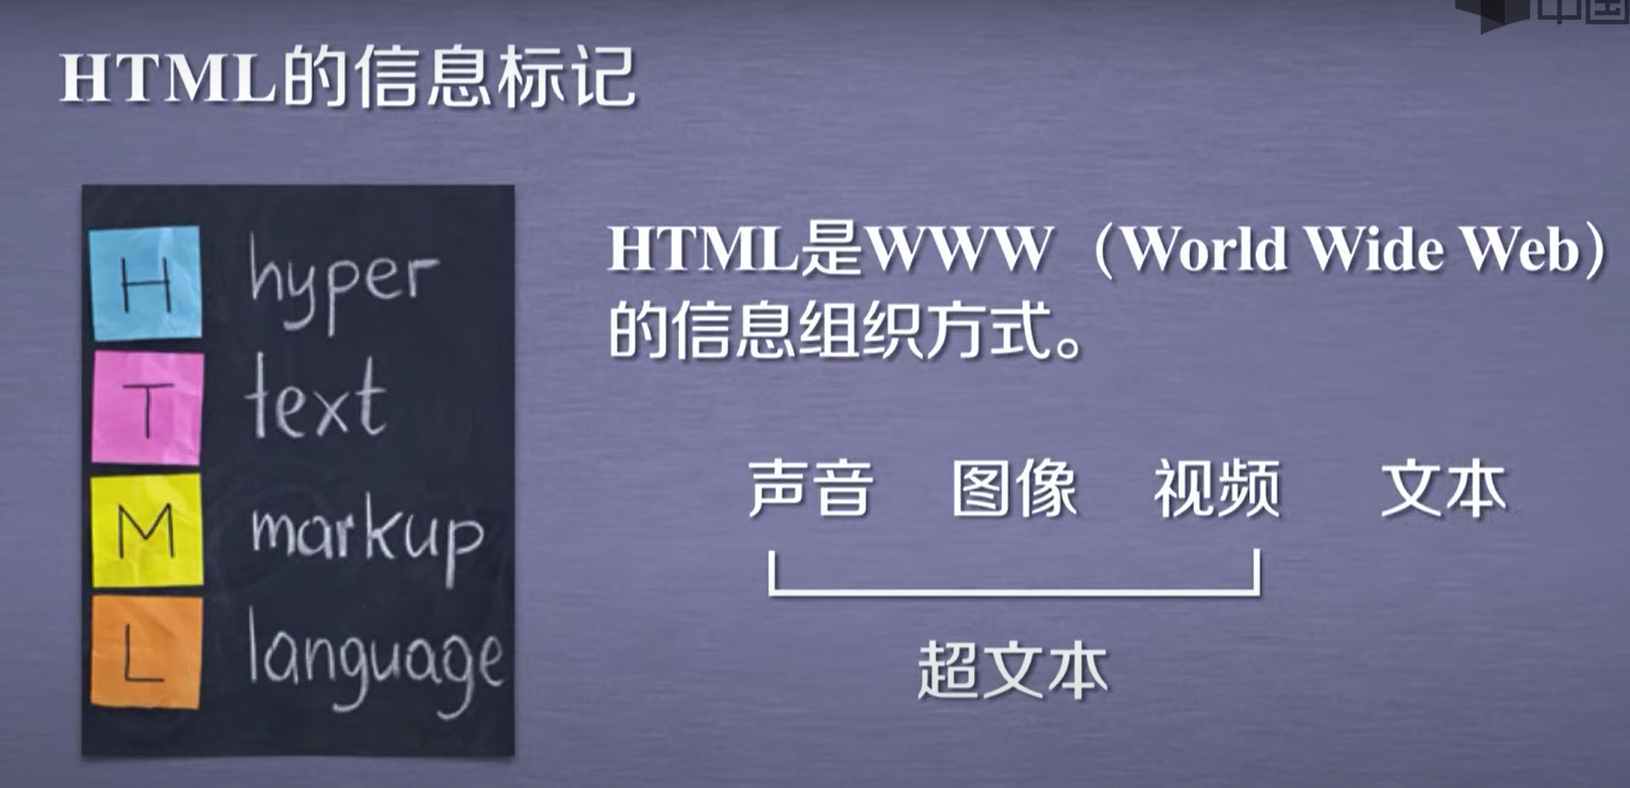 中国
HTML的信息标记
H hyper
T text
M markup
L language
HTML是WWW（World Wide Web）
的信息组织方式。
声音 图像 视频 文本
超文本